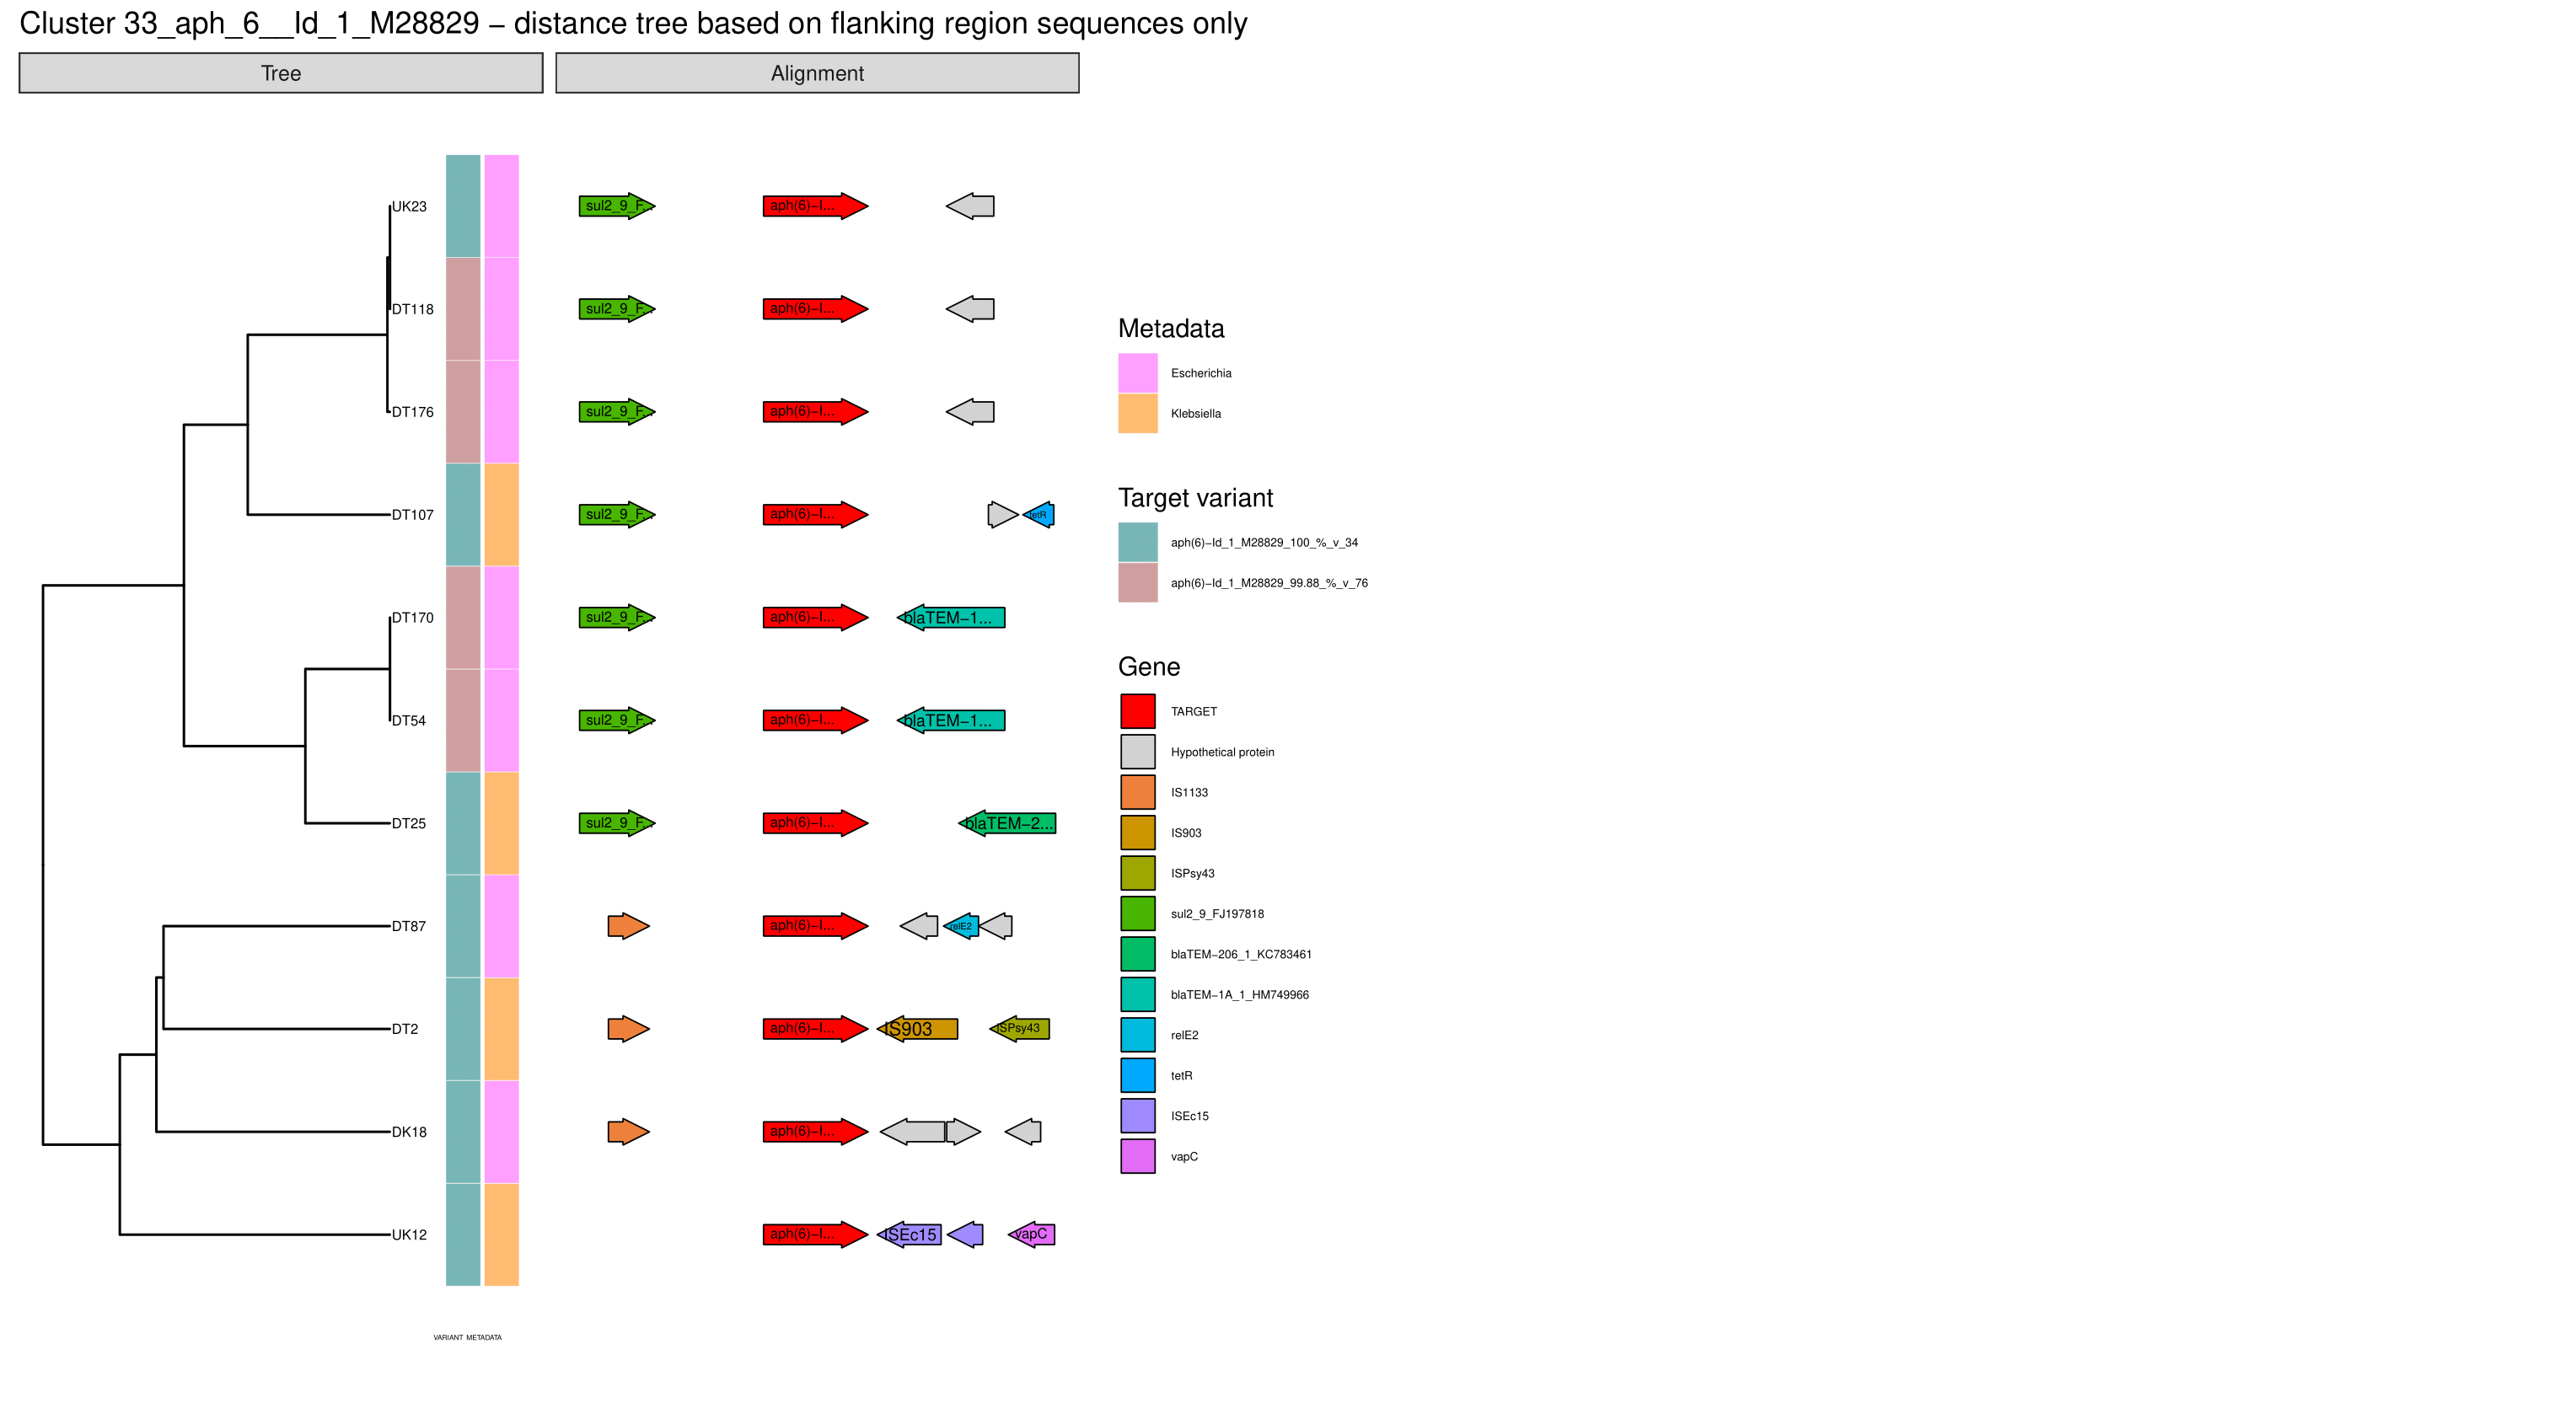 Cluster 33_aph_6__Id_1_M28829 – distance tree based on flanking region sequences only
Tree
Alignment
UK23
sul2_9_F...
aph(6)−I...
DT118
sul2_9_F...
aph(6)−I...
DT176
sul2_9_F...
aph(6)−I...
DT107
sul2_9_F...
aph(6)−I...
tetR
DT170
sul2_9_F...
aph(6)−I...
blaTEM−1...
DT54
sul2_9_F...
aph(6)−I...
blaTEM−1...
DT25
sul2_9_F...
aph(6)−I...
blaTEM−2...
DT87
aph(6)−I...
relE2
DT2
aph(6)−I...
IS903
ISPsy43
DK18
aph(6)−I...
UK12
aph(6)−I...
ISEc15
vapC
VARIANT METADATA
Metadata
Escherichia
Klebsiella
Target variant
aph(6)−Id_1_M28829_100_%_v_34
aph(6)−Id_1_M28829_99.88_%_v_76
Gene
TARGET
Hypothetical protein
IS1133
IS903
ISPsy43
sul2_9_FJ197818
blaTEM−206_1_KC783461
blaTEM−1A_1_HM749966
relE2
tetR
ISEc15
vapC